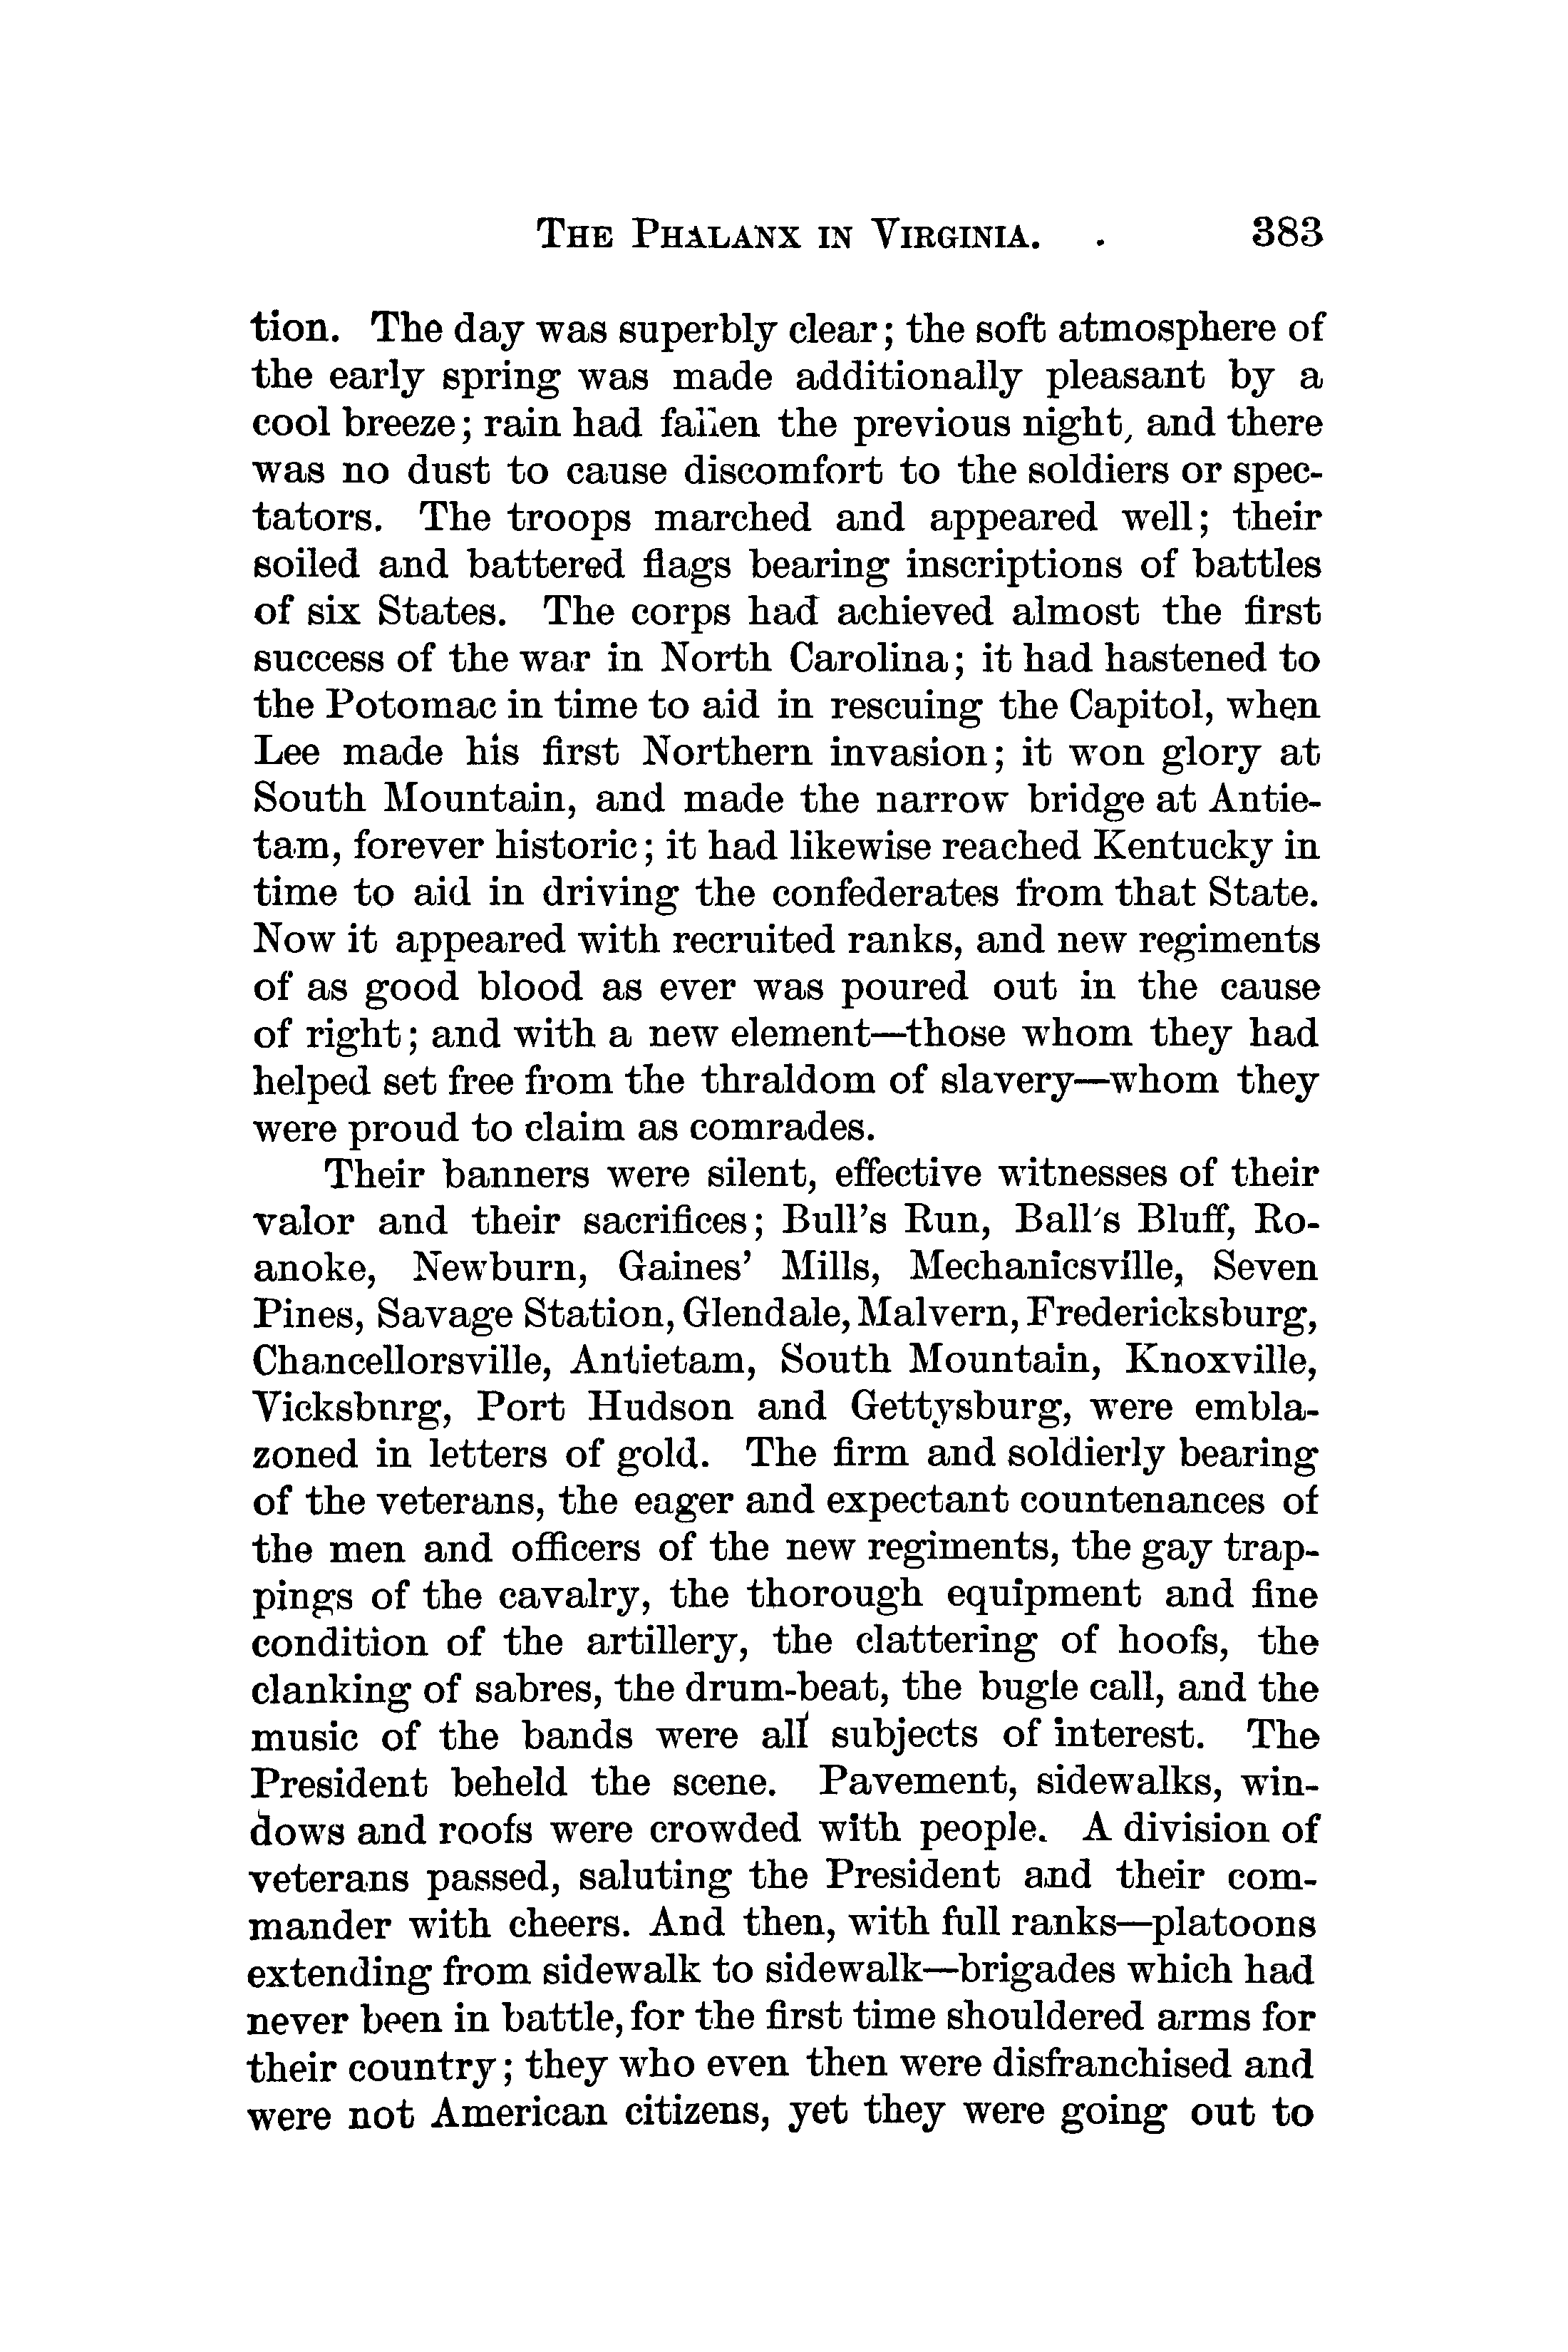 THE PHALANX IN VIRGINIA. . 383
tion. The day was superbly clear; the soft atmosphere of
the early spring was made additionally pleasant by a
cool breeze; rain had fallen the previous night, and there
was no dust to cause discomfort to the soldiers or spec-
tators. The troops marched and appeared well; their
soiled and battered flags bearing inscriptions of battles
of six States. The corps had achieved almost the first
success of the war in North Carolina; it had hastened to
the Potomac in time to aid in rescuing the Capitol, when
Lee made his first Northern invasion; it won glory at
South Mountain, and made the narrow bridge at Antie-
tam, forever historic; it had likewise reached Kentucky in
time to aid in driving the confederates from that State.
Now it appeared with recruited ranks, and new regiments
of as good blood as ever was poured out in the cause
of right; and with a new element—those whom they had
helped set free from the thraldom of slavery—whom they
were proud to claim as comrades.
Their banners were silent, effective witnesses of their
valor and their sacrifices; Bull's Run, Ball's Bluff, Ro-
anoke, Newburn, Gaines' Mills, Mechanicsville, Seven
Pines, Savage Station, Glendale, Malvern, Fredericksburg,
Chancellorsville, Antietam, South Mountain, Knoxville,
Vicksbnrg, Port Hudson and Gettysburg, were embla-
zoned in letters of gold. The firm and soldierly bearing
of the veterans, the eager and expectant countenances of
the men and officers of the new regiments, the gay trap-
pings of the cavalry, the thorough equipment and fine
condition of the artillery, the clattering of hoofs, the
clanking of sabres, the drum-beat, the bugle call, and the
music of the bands were all subjects of interest. The
President beheld the scene. Pavement, sidewalks, win-
dows and roofs were crowded with people. A division of
veterans passed, saluting the President and their com-
mander with cheers. And then, with full ranks—platoons
extending from sidewalk to sidewalk—brigades which had
never been in battle, for the first time shouldered arms for
their country; they who even then were disfranchised and
were not American citizens, yet they were going out to